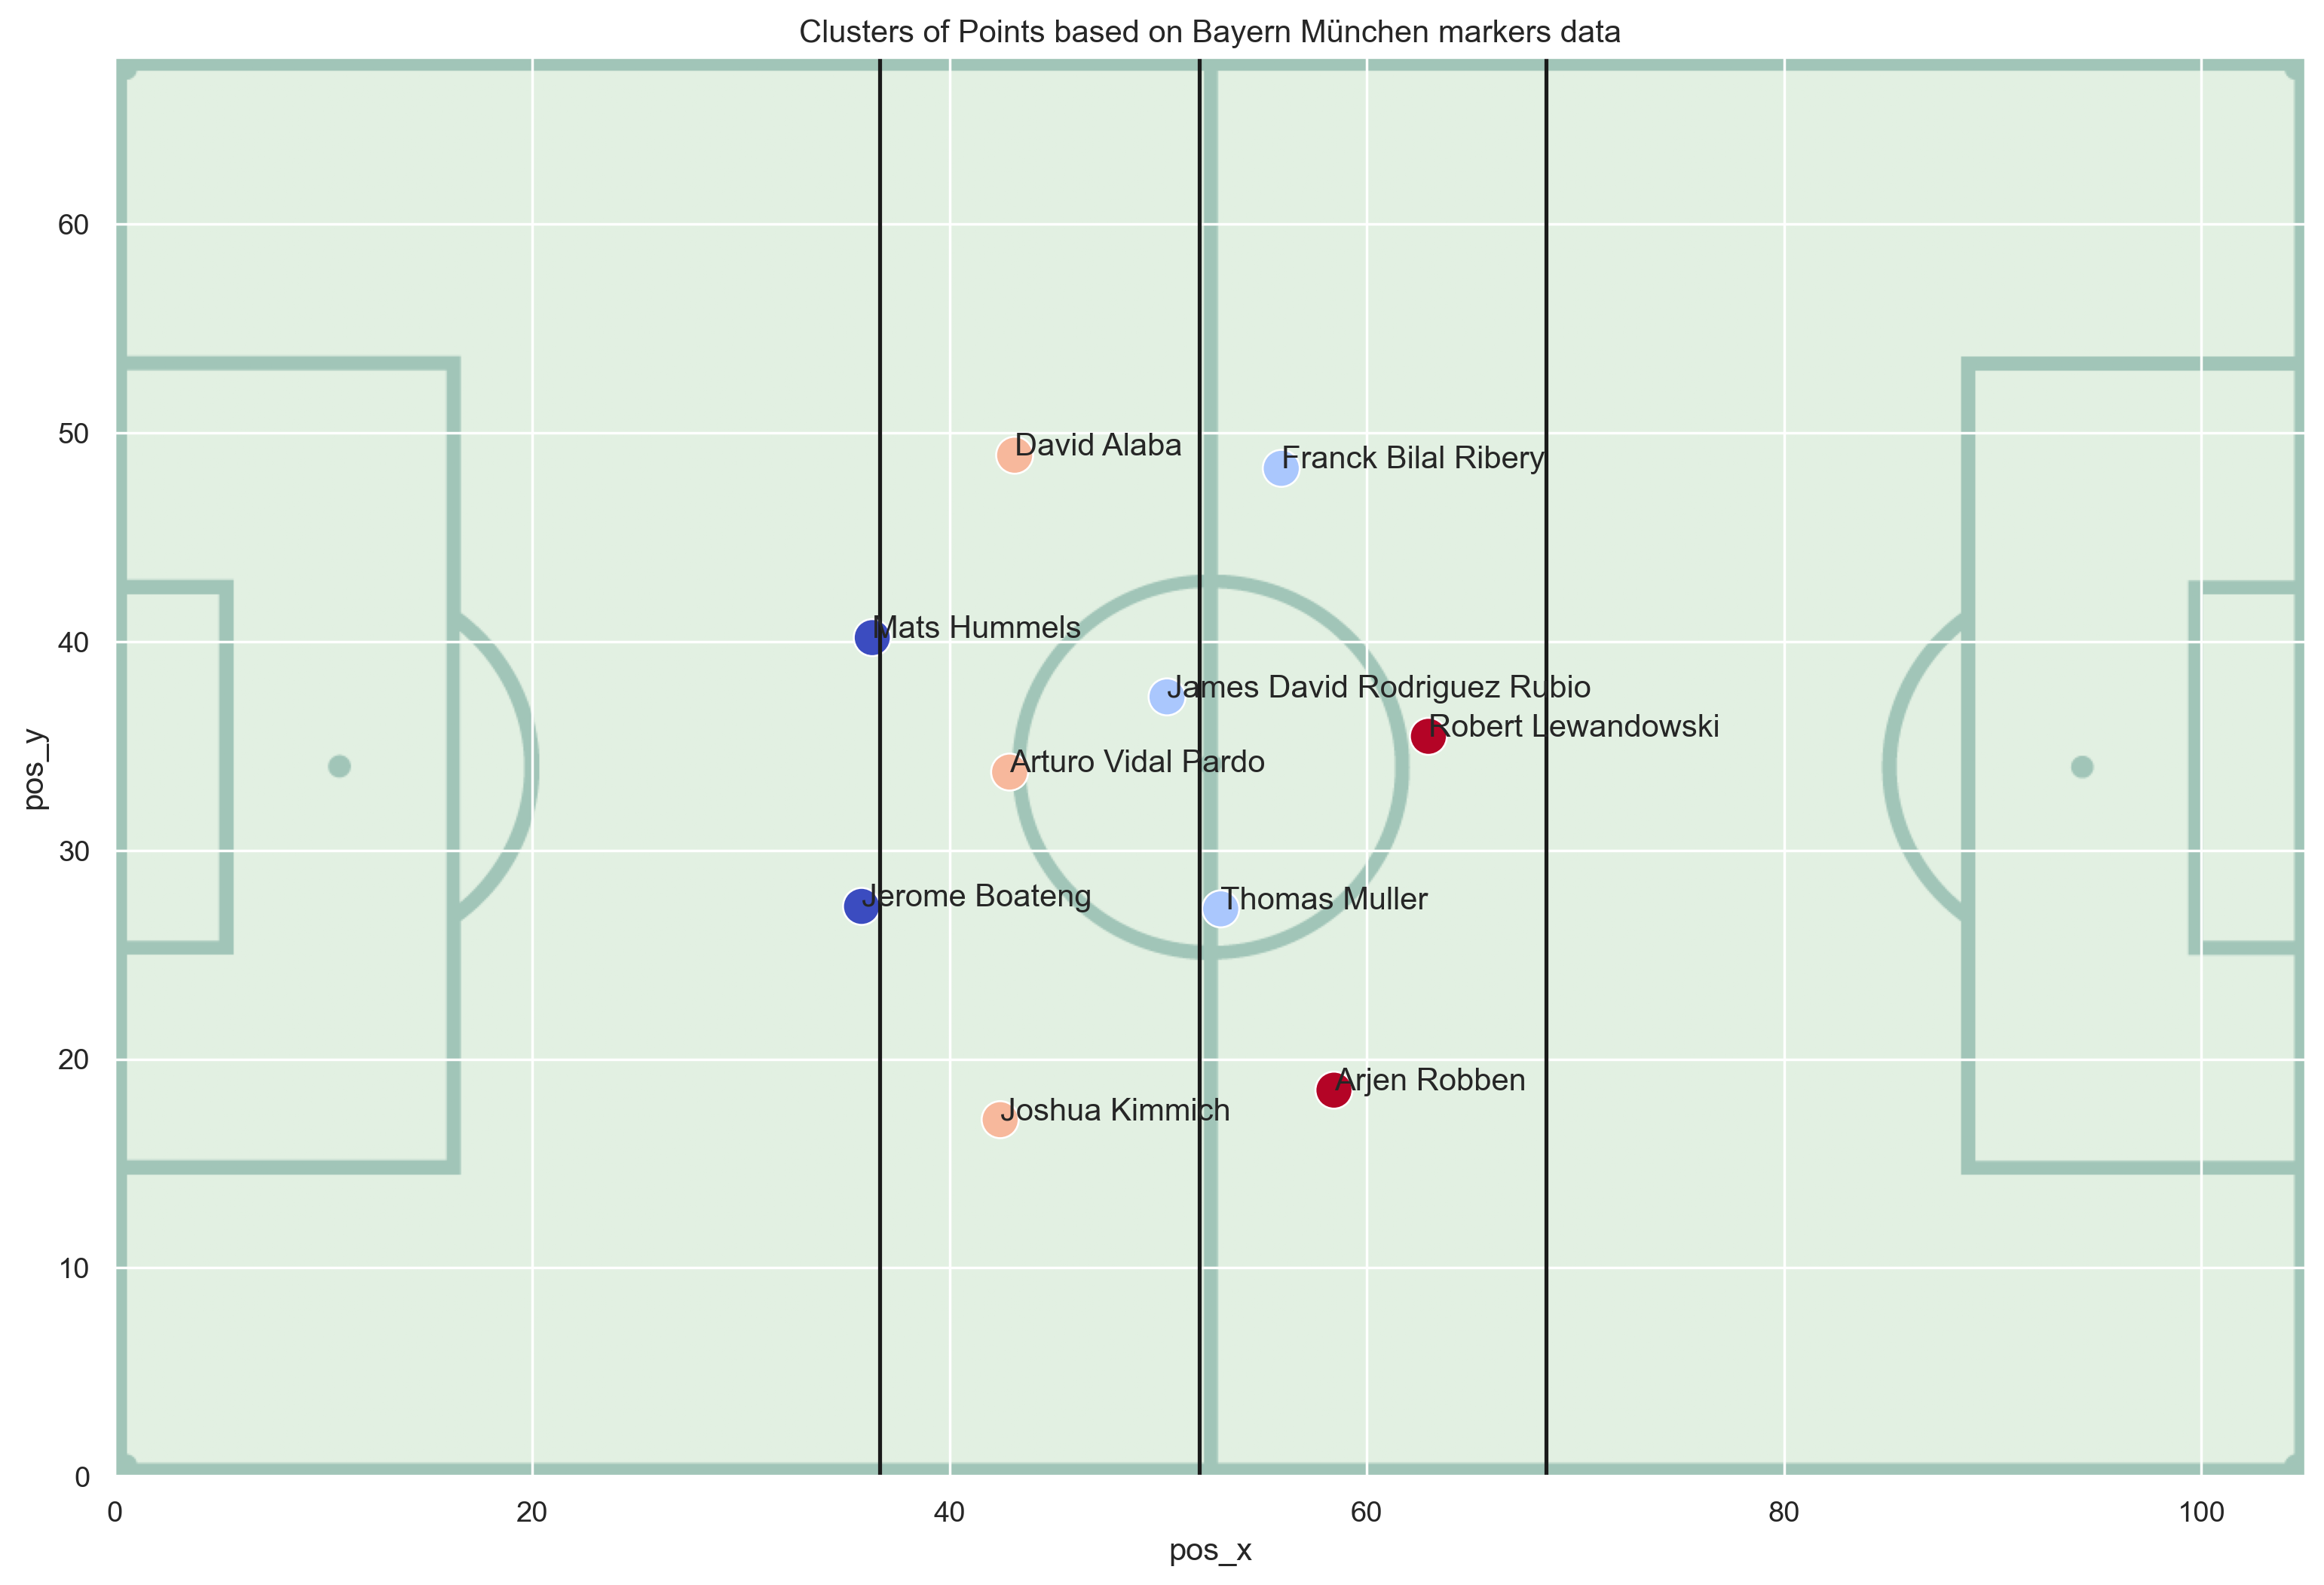 Clusters of Points based on Bayern München markers data
60
50
David Alaba
Franck Bilal Ribery
40
Mats Hummels
James David Rodriguez Rubio
Robert Lewandowski
pos_y
Arturo Vidal Pardo
30
Jerome Boateng
Thomas Muller
20
Arjen Robben
Joshua Kimmich
10
0
0 20 40 60 80 100
pos_x